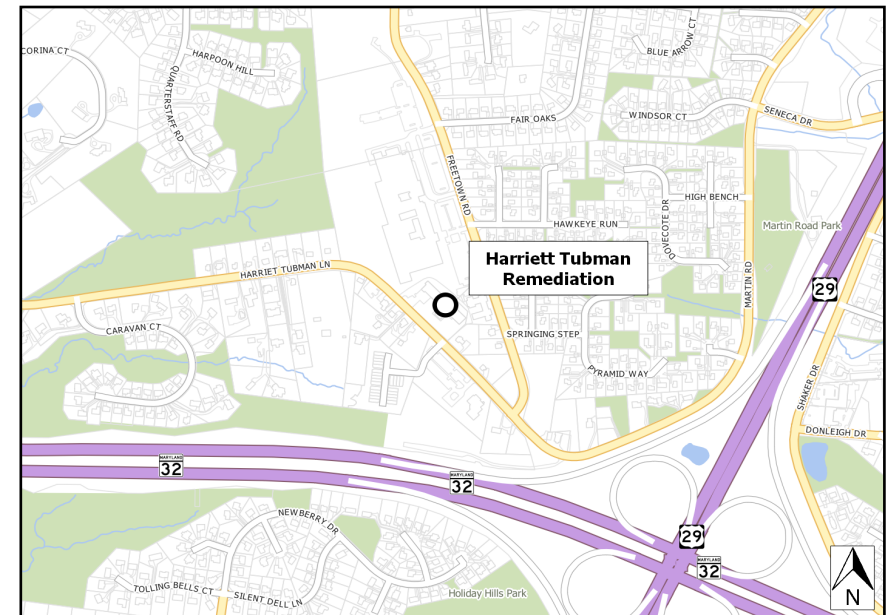 CORINA CT
HARPOON HILL
QUARTERSTAFF RD
BLUE ARROW CT
FAIR OAKS
WINDSOR CT
SENECA DR
FREETOWN RD
HIGH BENCH
HAWKEYE RUN
DOVECOTE DR
Martin Road Park
Harriett Tubman
Remediation
HARRIET TUBMAN LN
MARTIN RD
29
CARAVAN CT
SPRINGING STEP
PYRAMID WAY
SHAKER DR
DONLEIGH DR
MARYLAND
32
MARYLAND
32
NEWBERRY DR
29
MARYLAND
32
TOLLING BELLS CT
SILENT DELL LN
Holiday Hills Park
N